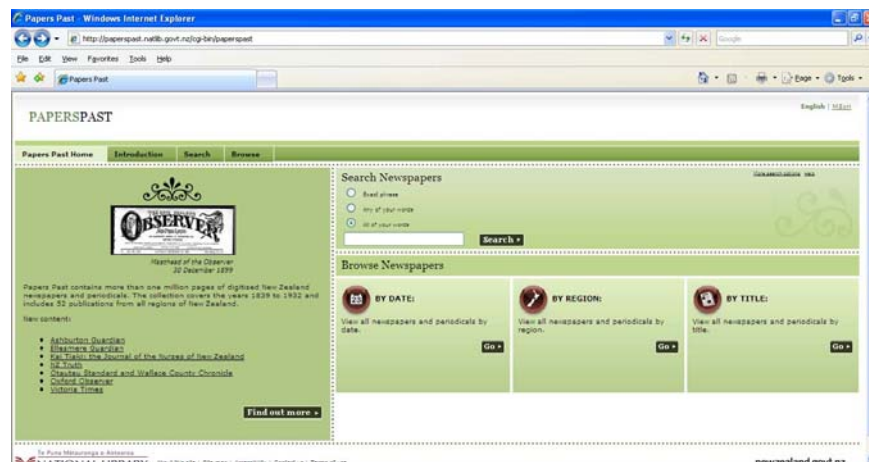 Papers Past - Windows Internet Explorer
http://paperspast.natlib.govt.nz/cgi-bin/paperspast
Google
File Edit View Favorites Tools Help
Papers Past
Page Tools
English | Māori
PAPERSPAST
Papers Past Home Introduction Search Browse
OBSERVER
Masthead of the Observer
30 December 1899
Papers Past contains more than one million pages of digitised New Zealand
newspapers and periodicals. The collection covers the years 1839 to 1932 and
includes 52 publications from all regions of New Zealand.
New content:
Ashburton Guardian
Ellesmere Guardian
Kai Tiaki: the Journal of the Nurses of New Zealand
NZ Truth
Otautau Standard and Wallace County Chronicle
Oxford Observer
Victoria Times
Find out more
Search Newspapers
More search options Help
Exact phrase
Any of your words
All of your words
Search
Browse Newspapers
BY DATE:
View all newspapers and periodicals by
date.
Go
BY REGION:
View all newspapers and periodicals by
region.
Go
BY TITLE:
View all newspapers and periodicals by
title.
Go
Te Puna Mātauranga o Aotearoa
NATIONAL LIBRARY
newzealand.govt.nz